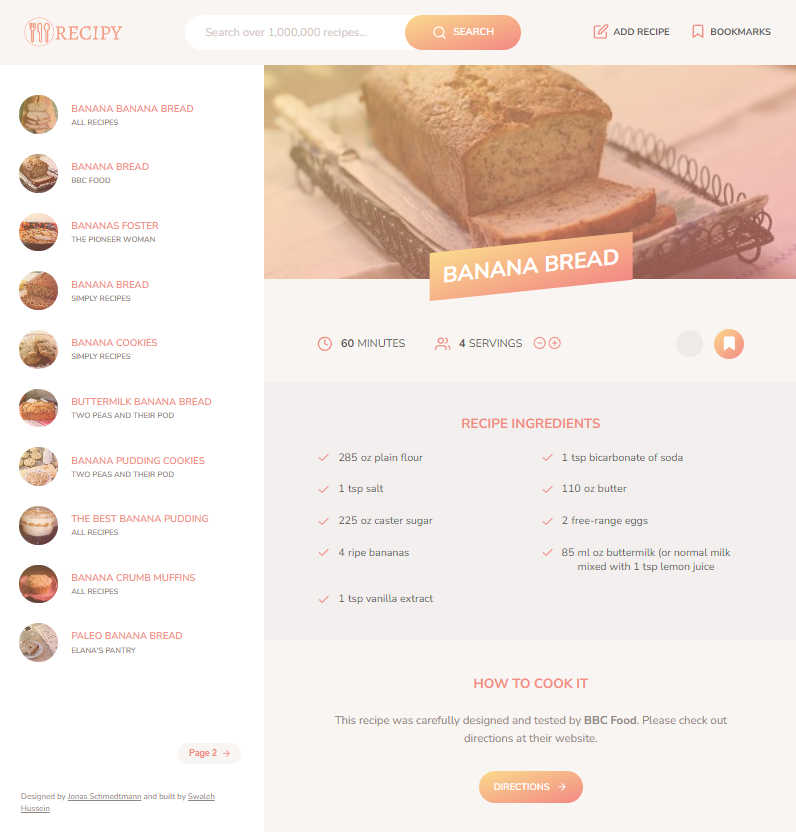 RECIPY
Search over 1,000,000 recipes...
SEARCH
ADD RECIPE
BOOKMARKS
BANANA BANANA BREAD
ALL RECIPES
BANANA BREAD
BBC FOOD
BANANAS FOSTER
THE PIONEER WOMAN
BANANA BREAD
SIMPLY RECIPES
BANANA COOKIES
SIMPLY RECIPES
BUTTERMILK BANANA BREAD
TWO PEAS AND THEIR POD
BANANA PUDDING COOKIES
TWO PEAS AND THEIR POD
THE BEST BANANA PUDDING
ALL RECIPES
BANANA CRUMB MUFFINS
ALL RECIPES
PALEO BANANA BREAD
ELANA'S PANTRY
Page 2
Designed by Jonas Schmedtmann and built by Swaleh
Hussein
BANANA BREAD
60 MINUTES
4 SERVINGS
RECIPE INGREDIENTS
285 oz plain flour
1 tsp bicarbonate of soda
1 tsp salt
110 oz butter
225 oz caster sugar
2 free-range eggs
4 ripe bananas
85 ml oz buttermilk (or normal milk
mixed with 1 tsp lemon juice
1 tsp vanilla extract
HOW TO COOK IT
This recipe was carefully designed and tested by BBC Food. Please check out
directions at their website.
DIRECTIONS